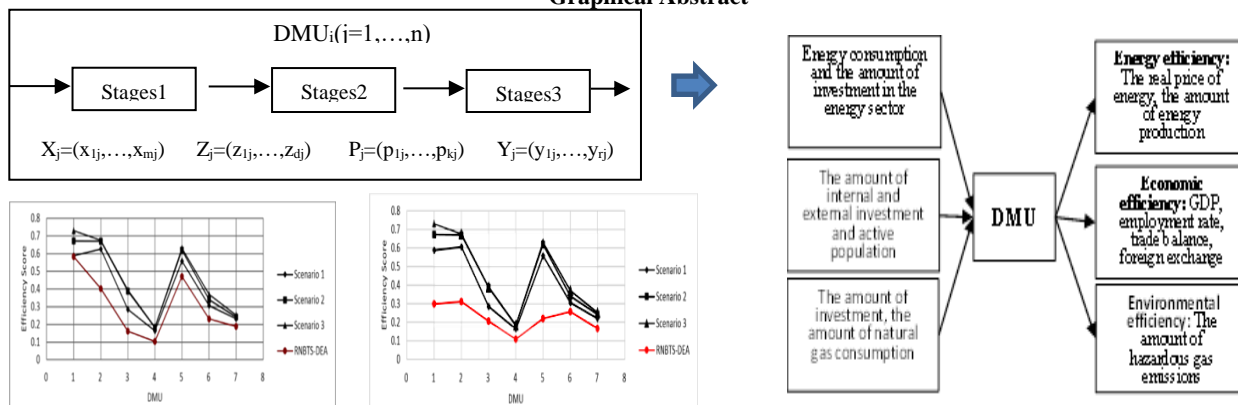 Graphical Abstract
DMUi(j=1,…,n)
Stages1
Stages2
Stages3
Xj=(x1j,…,xmj)
Zj=(z1j,…,zdj)
Pj=(p1j,…,pkj)
Yj=(y1j,…,yrj)
Efficiency Score
0.8
0.7
0.6
0.5
0.4
0.3
0.2
0.1
0
0 1 2 3 4 5 6 7 8
DMU
Scenario 1
Scenario 2
Scenario 3
RNBTS-DEA
Efficiency Score
0.8
0.7
0.6
0.5
0.4
0.3
0.2
0.1
0
0 1 2 3 4 5 6 7 8
DMU
Scenario 1
Scenario 2
Scenario 3
RNBTS-DEA
Energy consumption
and the amount of
investment in the
energy sector
The amount of
internal and
external investment
and active
population
The amount of
investment, the
amount of natural
gas consumption
DMU
Energy efficiency:
The real price of
energy, the amount
of energy
production
Economic
efficiency: GDP,
employment rate,
trade balance,
foreign exchange
Environmental
efficiency: The
amount of
hazardous gas
emissions